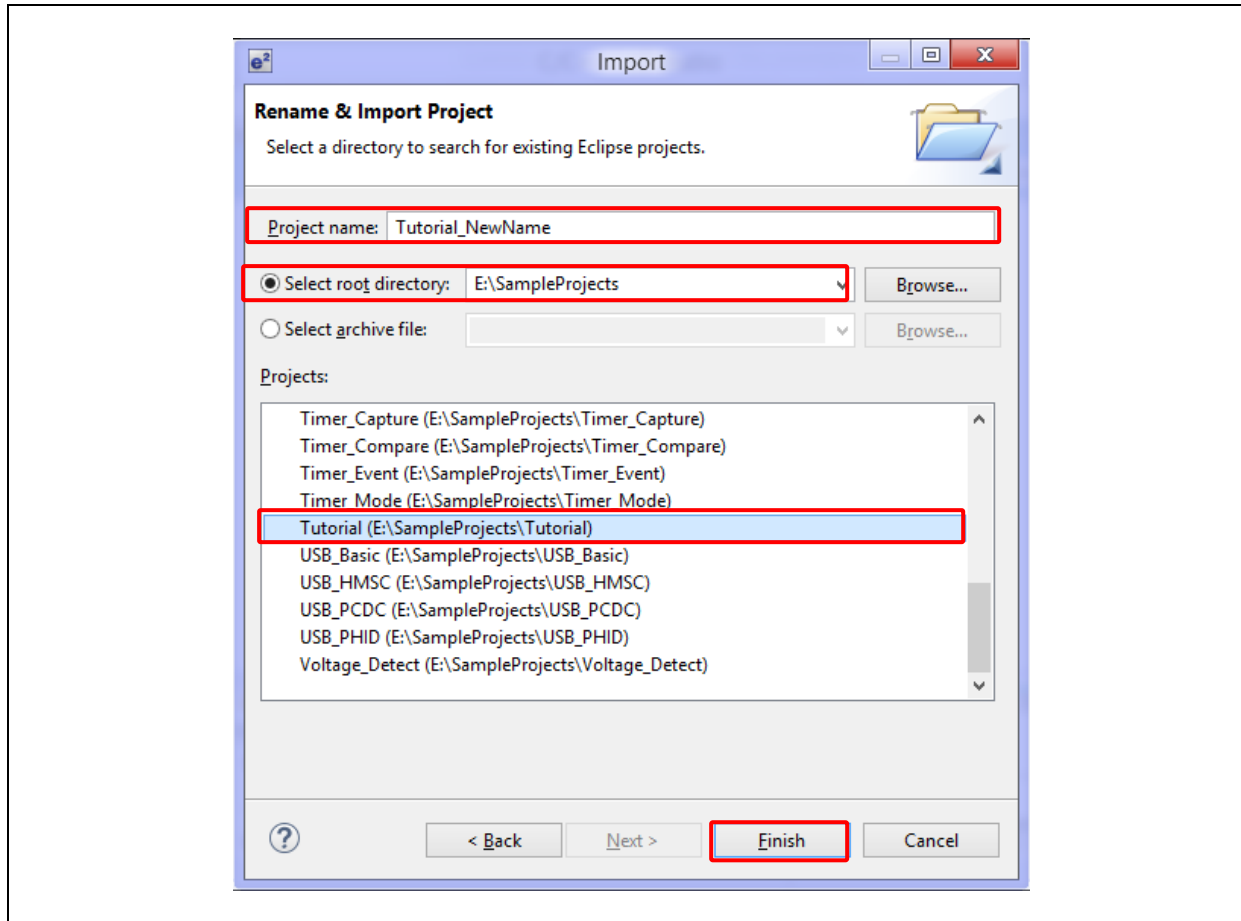 e²
Import
X
Rename & Import Project
Select a directory to search for existing Eclipse projects.
Project name: Tutorial_NewName
Select root directory: E:\SampleProjects Browse...
Select archive file: Browse...
Projects:
Timer_Capture (E:\SampleProjects\Timer_Capture)
Timer_Compare (E:\SampleProjects\Timer_Compare)
Timer_Event (E:\SampleProjects\Timer_Event)
Timer_Mode (E:\SampleProjects\Timer_Mode)
Tutorial (E:\SampleProjects\Tutorial)
USB_Basic (E:\SampleProjects\USB_Basic)
USB_HMSC (E:\SampleProjects\USB_HMSC)
USB_PCDC (E:\SampleProjects\USB_PCDC)
USB_PHID (E:\SampleProjects\USB_PHID)
Voltage_Detect (E:\SampleProjects\Voltage_Detect)
? < Back Next > Finish Cancel